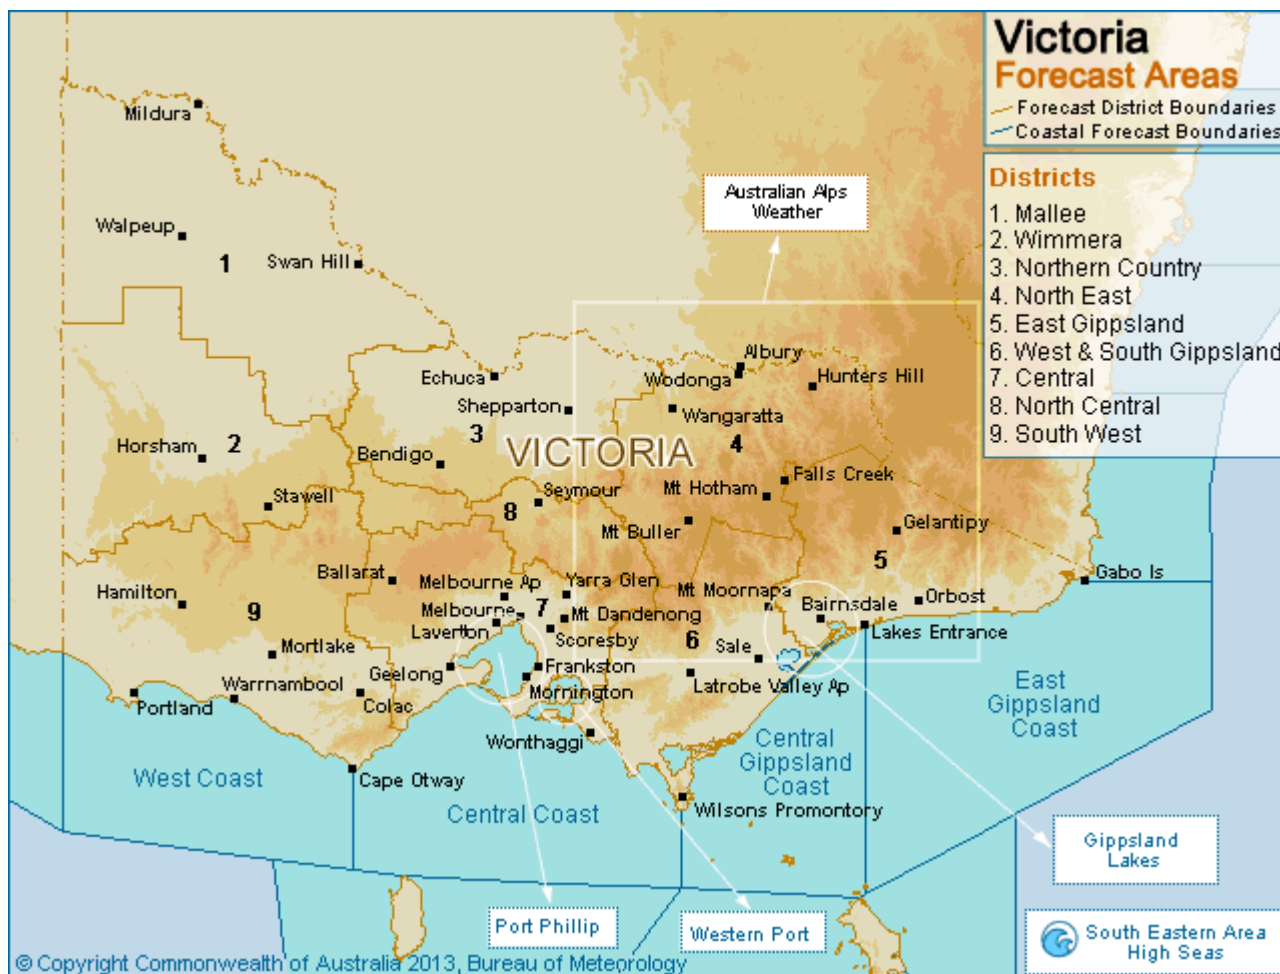 Victoria
Forecast Areas
Forecast District Boundaries
Coastal Forecast Boundaries
Districts
1. Mallee
2. Wimmera
3. Northern Country
4. North East
5. East Gippsland
6. West & South Gippsland
7. Central
8. North Central
9. South West
Mildura
Australian Alps
Weather
Walpeup
1
Swan Hill
Albury
Echuca
Wodonga
Hunters Hill
Shepparton
Wangaratta
Horsham
2
3
VICTORIA
4
Bendigo
Falls Creek
Stawell
Seymour
Mt Hotham
8
Mt Buller
Gelantipy
5
Ballarat
Melbourne Ap
Yarra Glen
Mt Moornapa
Gabo Is
Hamilton
9
Melbourne
7
Mt Dandenong
Bairnsdale
Orbost
Laverton
Scoresby
6
Lakes Entrance
Mortlake
Sale
Geelong
Frankston
Warrnambool
Mornington
Latrobe Valley Ap
Portland
Colac
East
Gippsland
Coast
Wonthaggi
Central
Gippsland
Coast
West Coast
Cape Otway
Central Coast
Wilsons Promontory
Gippsland
Lakes
Port Phillip
Western Port
South Eastern Area
High Seas
© Copyright Commonwealth of Australia 2013, Bureau of Meteorology